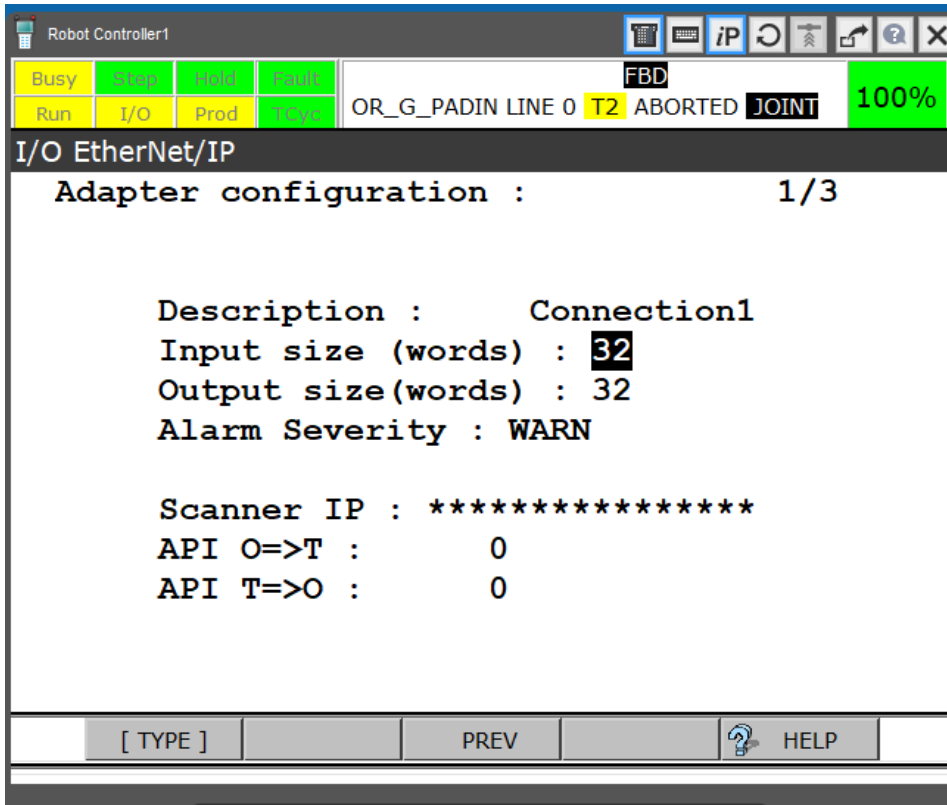 Robot Controller1
iP
Busy Step Hold Fault
Run I/O Prod TCyc
FBD
OR_G_PADIN LINE 0 T2 ABORTED JOINT
100%
I/O EtherNet/IP
Adapter configuration : 1/3
Description : Connection1
Input size (words) : 32
Output size(words) : 32
Alarm Severity : WARN
Scanner IP : ****************
API O=>T : 0
API T=>O : 0
[ TYPE ] PREV HELP